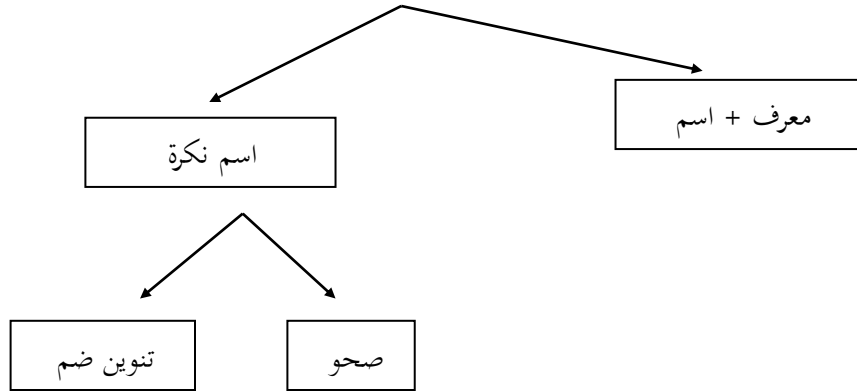 معرف + اسم
اسم نكرة
صحو
تنوين ضم